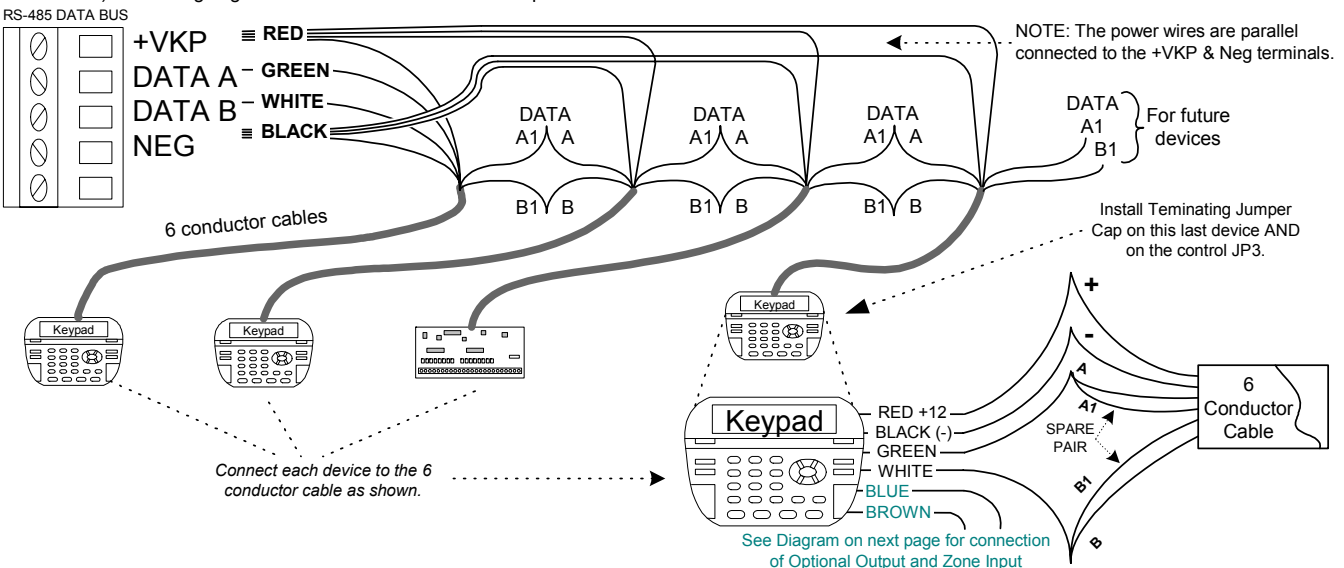 RS-485 DATA BUS
+VKP
RED
DATA A
GREEN
DATA B
WHITE
BLACK
NEG
NOTE: The power wires are parallel
connected to the +VKP & Neg terminals.
DATA
A1 A
B1 B
DATA
A1 A
B1 B
DATA
A1 A
B1 B
DATA
A1
B1
For future
devices
6 conductor cables
Install Teminating Jumper
Cap on this last device AND
on the control JP3.
Keypad
Keypad
Keypad
Connect each device to the 6
conductor cable as shown.
Keypad
RED +12
BLACK (-)
GREEN
WHITE
BLUE
BROWN
+
-
A
A1
SPARE
PAIR
B1
B
6
Conductor
Cable
See Diagram on next page for connection
of Optional Output and Zone Input